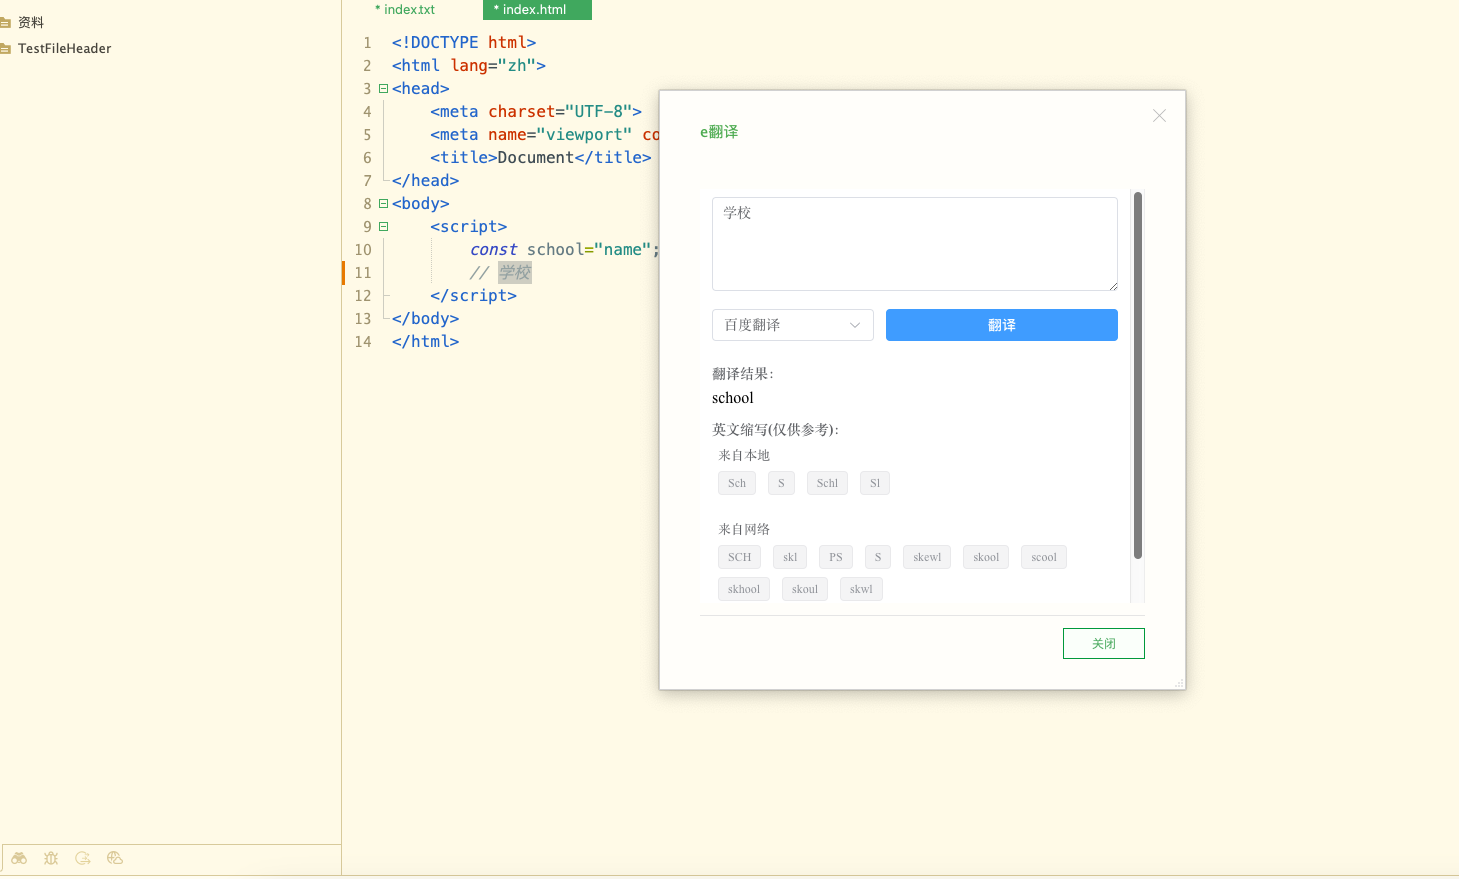 资料
TestFileHeader
* index.txt
* index.html
1 <!DOCTYPE html>
2 <html lang="zh">
3 <head>
4 <meta charset="UTF-8">
5 <meta name="viewport" co
6 <title>Document</title>
7 </head>
8 <body>
9 <script>
10 const school="name";
11 // 学校
12 </script>
13 </body>
14 </html>
e翻译
学校
百度翻译
翻译
翻译结果:
school
英文缩写(仅供参考):
来自本地
Sch S Schl Sl
来自网络
SCH skl PS S skewl skool scool
skhool skoul skwl
关闭